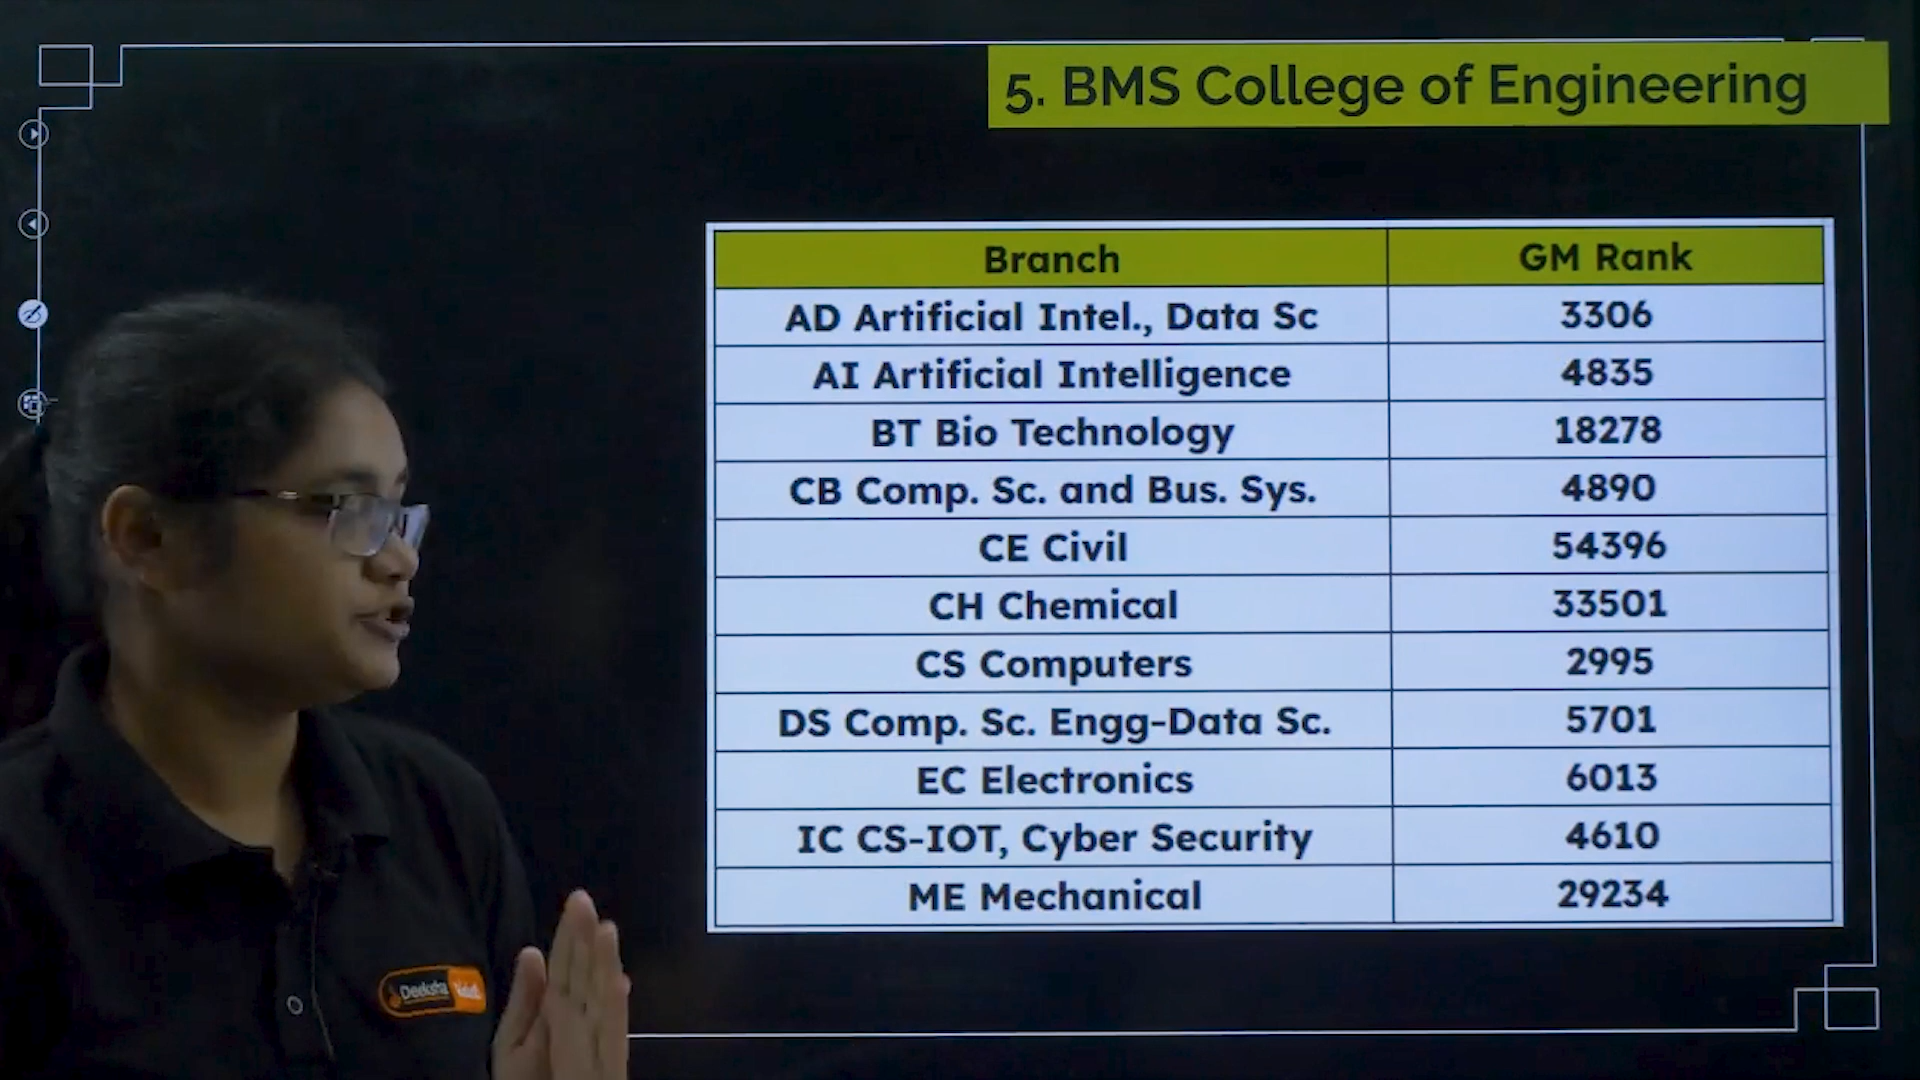 5. BMS College of Engineering
Branch GM Rank
AD Artificial Intel., Data Sc 3306
AI Artificial Intelligence 4835
BT Bio Technology 18278
CB Comp. Sc. and Bus. Sys. 4890
CE Civil 54396
CH Chemical 33501
CS Computers 2995
DS Comp. Sc. Engg-Data Sc. 5701
EC Electronics 6013
IC CS-IOT, Cyber Security 4610
ME Mechanical 29234
Deeksha